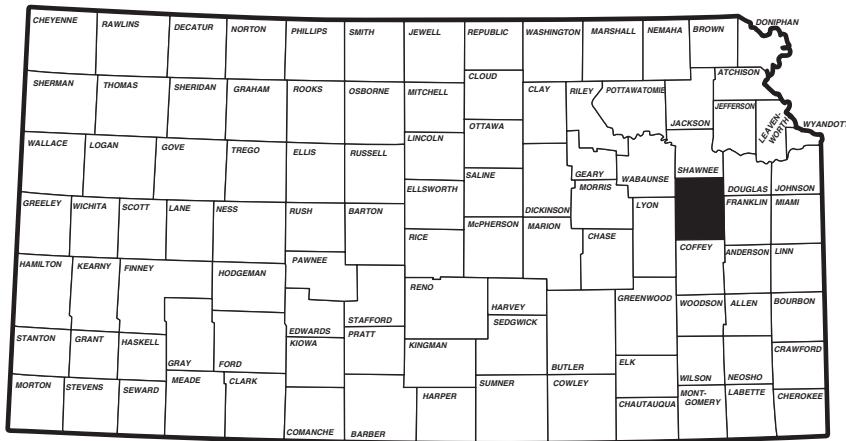 CHEYENNE
RAWLINS
DECATUR
NORTON
PHILLIPS
SMITH
JEWELL
REPUBLIC
WASHINGTON
MARSHALL
NEMAHA
BROWN
DONIPHAN
SHERMAN
THOMAS
SHERIDAN
GRAHAM
ROOKS
OSBORNE
MITCHELL
CLOUD
CLAY
RILEY
POTTAWATOMIE
JACKSON
ATCHISON
JEFFERSON
LEAVEN-
WORTH
WYANDOTT
WALLACE
LOGAN
GOVE
TREGO
ELLIS
RUSSELL
LINCOLN
OTTAWA
SALINE
DICKINSON
GEARY
MORRIS
WABAUNSE
SHAWNEE
DOUGLAS
JOHNSON
GREELEY
WICHITA
SCOTT
LANE
NESS
RUSH
BARTON
ELLSWORTH
RICE
McPHERSON
MARION
CHASE
LYON
FRANKLIN
MIAMI
HAMILTON
KEARNY
FINNEY
HODGEMAN
PAWNEE
STAFFORD
RENO
HARVEY
SEDGWICK
GREENWOOD
COFFEY
ANDERSON
LINN
WOODSON
ALLEN
BOURBON
STANTON
GRANT
HASKELL
GRAY
FORD
EDWARDS
KIOWA
PRATT
KINGMAN
BUTLER
ELK
WILSON
NEOSHO
CRAWFORD
MORTON
STEVENS
SEWARD
MEADE
CLARK
COMANCHE
BARBER
HARPER
SUMNER
COWLEY
CHAUTAUQUA
MONT-
GOMERY
LABETTE
CHEROKEE